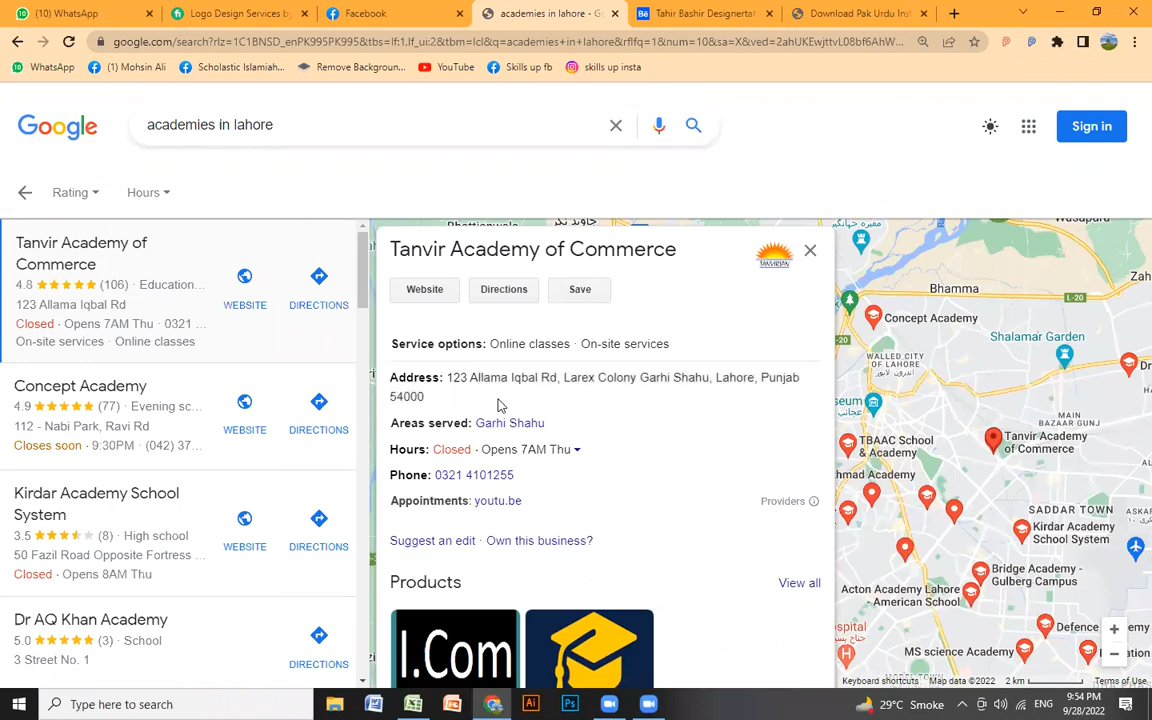 (10) WhatsApp
Logo Design Services by
Facebook
academies in lahore - Go
Tahir Bashir Designertah
Download Pak Urdu Inst
google.com/search?rlz=1C1BNSD_enPK995PK995&tbs=lf:1,lf_ui:2&tbm=lcl&q=academies+in+lahore&rflfq=1&num=10&sa=X&ved=2ahUKEwjttvL08bf6AhW...
WhatsApp
(1) Mohsin Ali
Scholastic Islamiah...
Remove Backgroun...
YouTube
Skills up fb
skills up insta
Google
academies in lahore
Sign in
Rating
Hours
Tanvir Academy of
Commerce
4.8 (106) · Education...
123 Allama Iqbal Rd
Closed · Opens 7AM Thu · 0321 ...
On-site services · Online classes
WEBSITE
DIRECTIONS
Concept Academy
4.9 (77) · Evening sc...
112 - Nabi Park, Ravi Rd
Closes soon · 9:30PM · (042) 37...
WEBSITE
DIRECTIONS
Kirdar Academy School
System
3.5 (8) · High school
50 Fazil Road Opposite Fortress ...
Closed · Opens 8AM Thu
WEBSITE
DIRECTIONS
Dr AQ Khan Academy
5.0 (3) · School
3 Street No. 1
DIRECTIONS
Tanvir Academy of Commerce
Website
Directions
Save
Service options: Online classes · On-site services
Address: 123 Allama Iqbal Rd, Larex Colony Garhi Shahu, Lahore, Punjab
54000
Areas served: Garhi Shahu
Hours: Closed · Opens 7AM Thu
Phone: 0321 4101255
Appointments: youtu.be
Providers
Suggest an edit · Own this business?
Products
View all
I.Com
Bhamma
L-20
Concept Academy
Shalamar Garden
WALLED CITY
OF LAHORE
MAIN
BAZAAR GUNJ
TBAAC School
& Academy
Tanvir Academy
of Commerce
hmad Academy
SADDAR TOWN
Kirdar Academy
School System
Bridge Academy -
Gulberg Campus
Acton Academy Lahore
- American School
ospital
MS science Academy
Defence
Keyboard shortcuts
Map data ©2022
2 km
Terms of Use
Type here to search
29°C Smoke
ENG
9:54 PM
9/28/2022